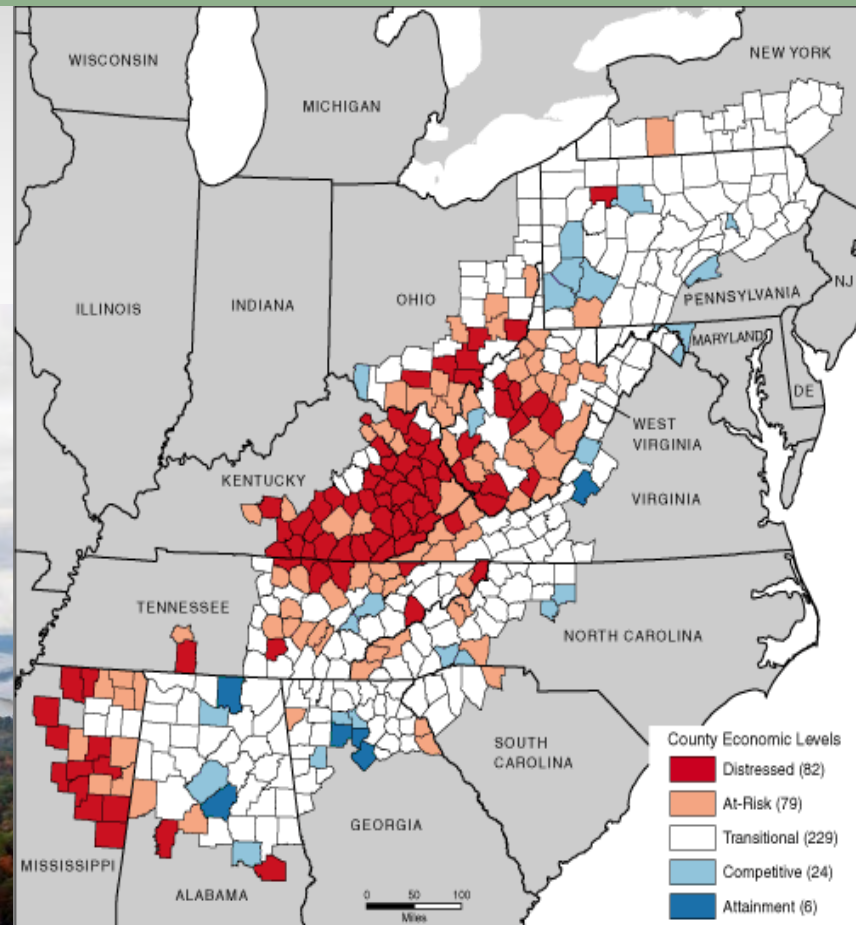 WISCONSIN
MICHIGAN
NEW YORK
ILLINOIS
INDIANA
OHIO
PENNSYLVANIA
NJ
MARYLAND
DE
WEST
VIRGINIA
KENTUCKY
VIRGINIA
TENNESSEE
NORTH CAROLINA
SOUTH
CAROLINA
GEORGIA
MISSISSIPPI
ALABAMA
0 50 100
Miles
County Economic Levels
Distressed (82)
At-Risk (79)
Transitional (229)
Competitive (24)
Attainment (6)